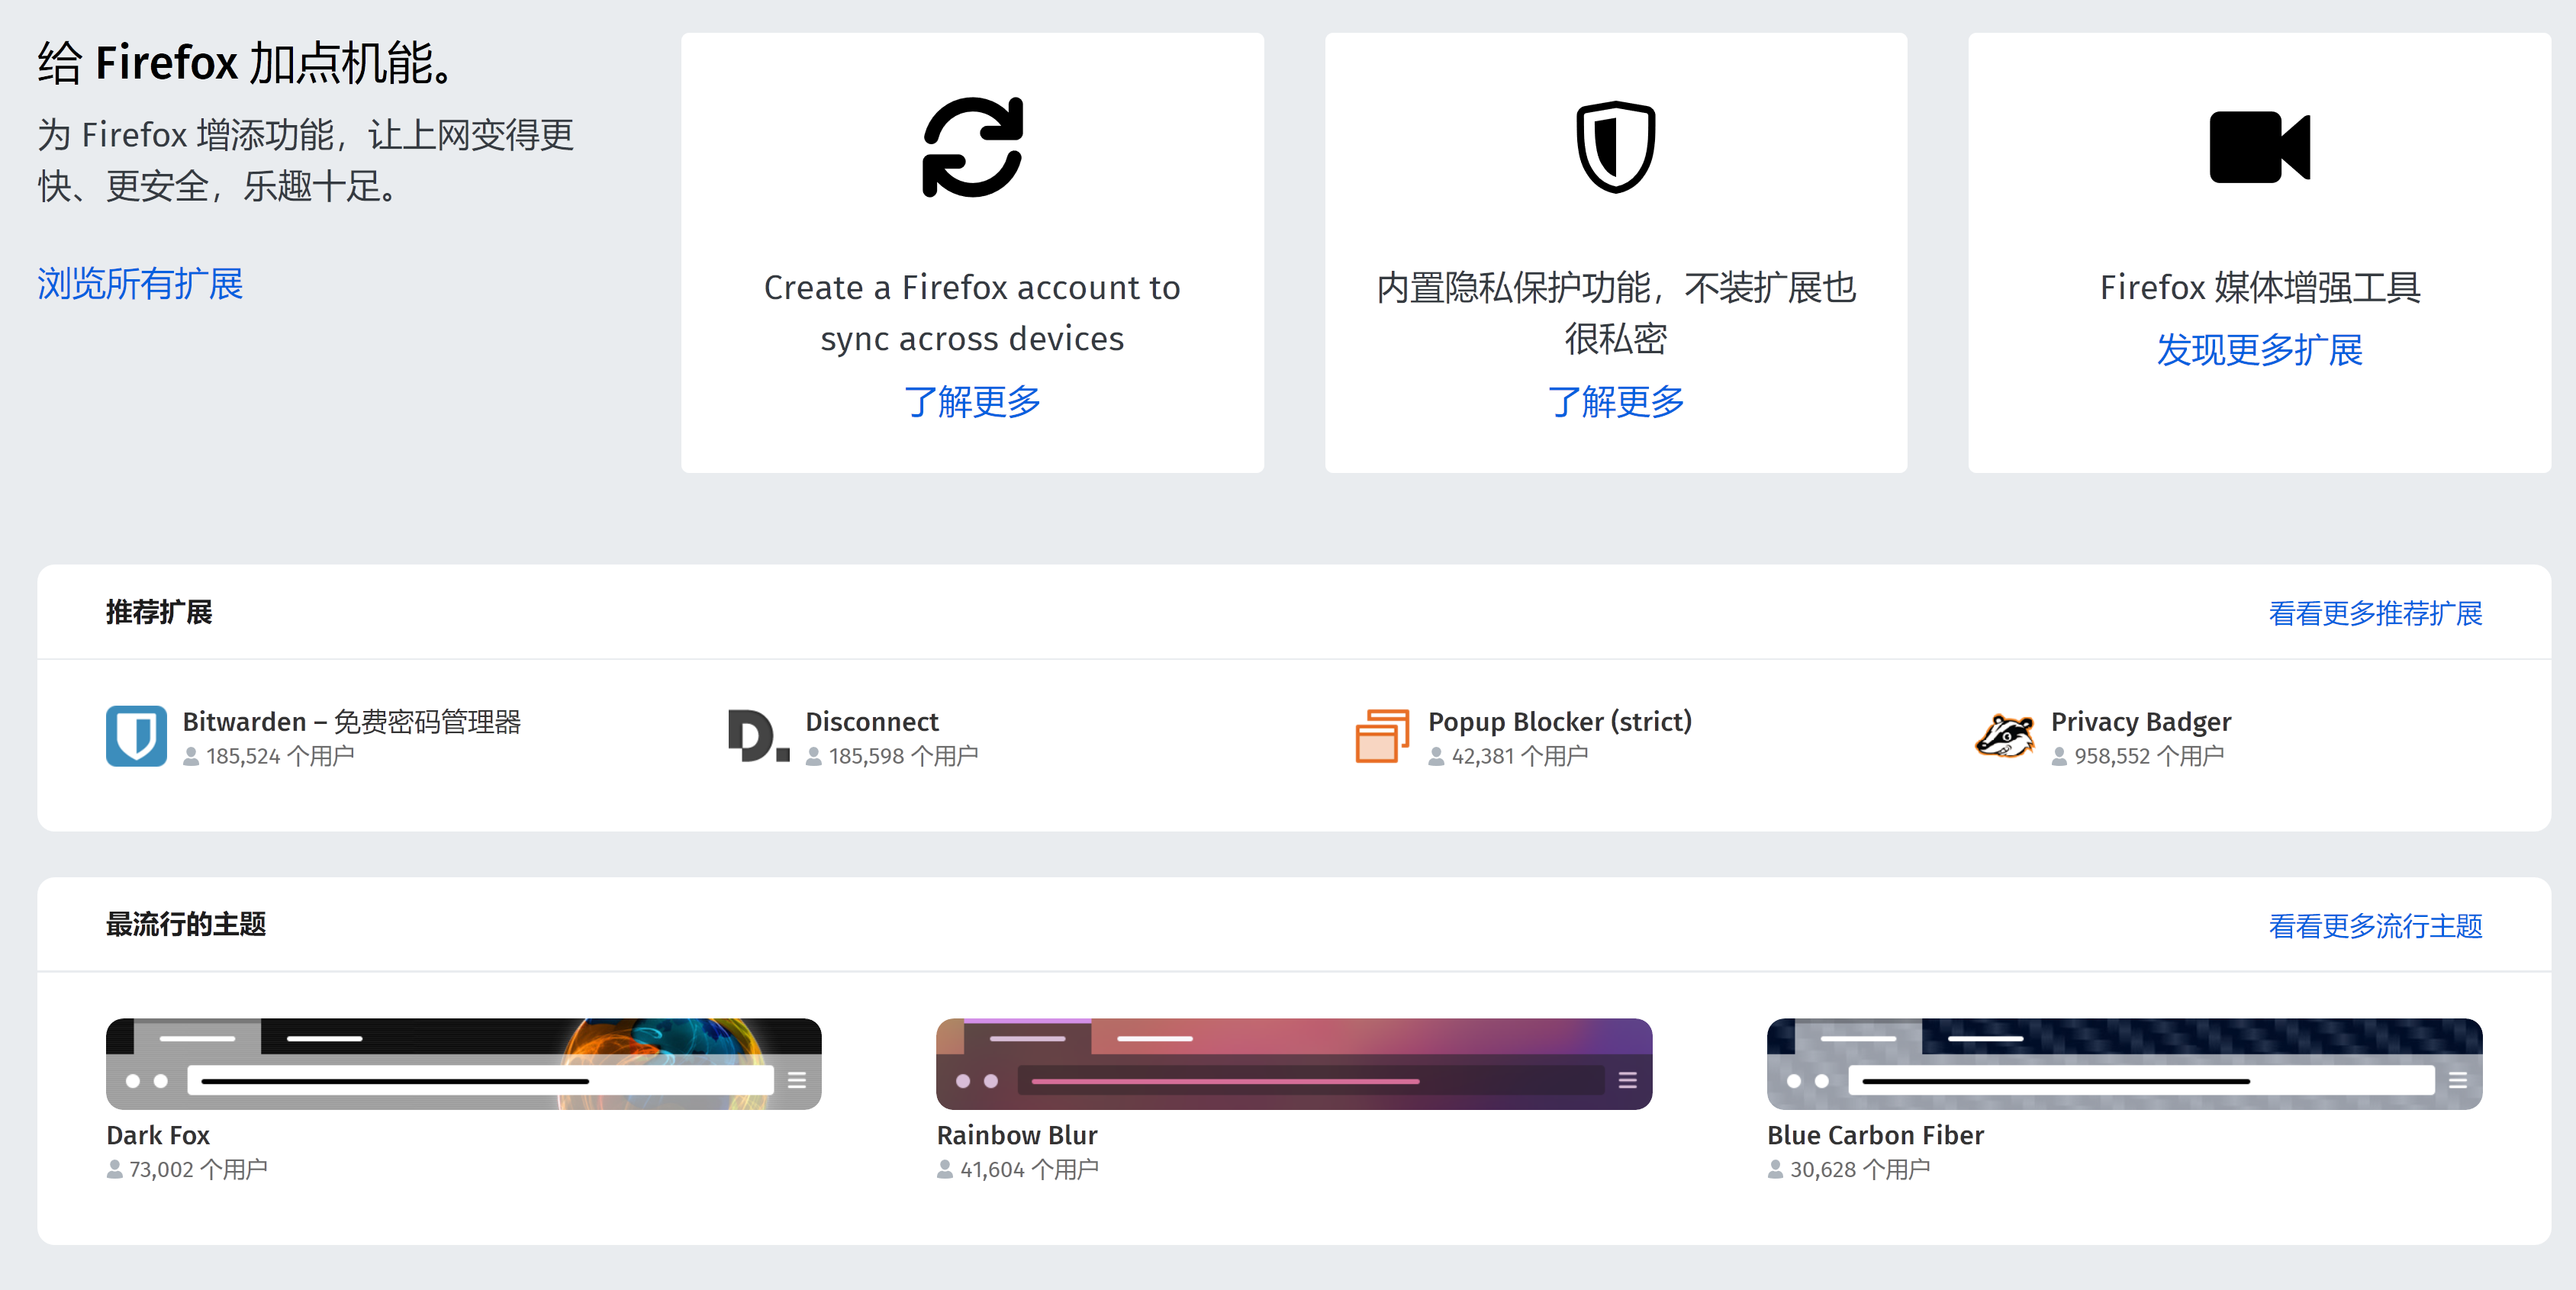 给 Firefox 加点机能。
为 Firefox 增添功能，让上网变得更
快、更安全，乐趣十足。
浏览所有扩展
Create a Firefox account to
sync across devices
了解更多
内置隐私保护功能，不装扩展也
很私密
了解更多
Firefox 媒体增强工具
发现更多扩展
推荐扩展
看看更多推荐扩展
Bitwarden – 免费密码管理器
185,524 个用户
D.
Disconnect
185,598 个用户
Popup Blocker (strict)
42,381 个用户
Privacy Badger
958,552 个用户
最流行的主题
看看更多流行主题
Dark Fox
73,002 个用户
Rainbow Blur
41,604 个用户
Blue Carbon Fiber
30,628 个用户